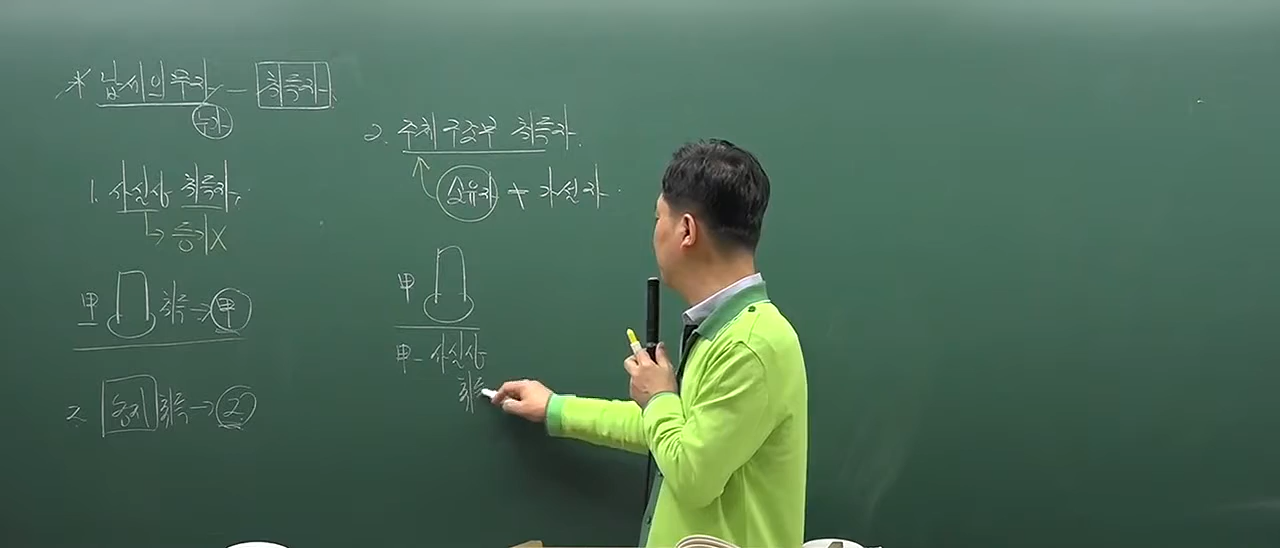 * 납세의무자 - 취득자
누가
1. 사실상 취득자.
→ 등기X
甲 취득 → 甲
乙 토지 취득 → 乙
2. 주체구조부 취득자.
소유자 ≠ 가설자.
甲
甲 - 사실상
취득